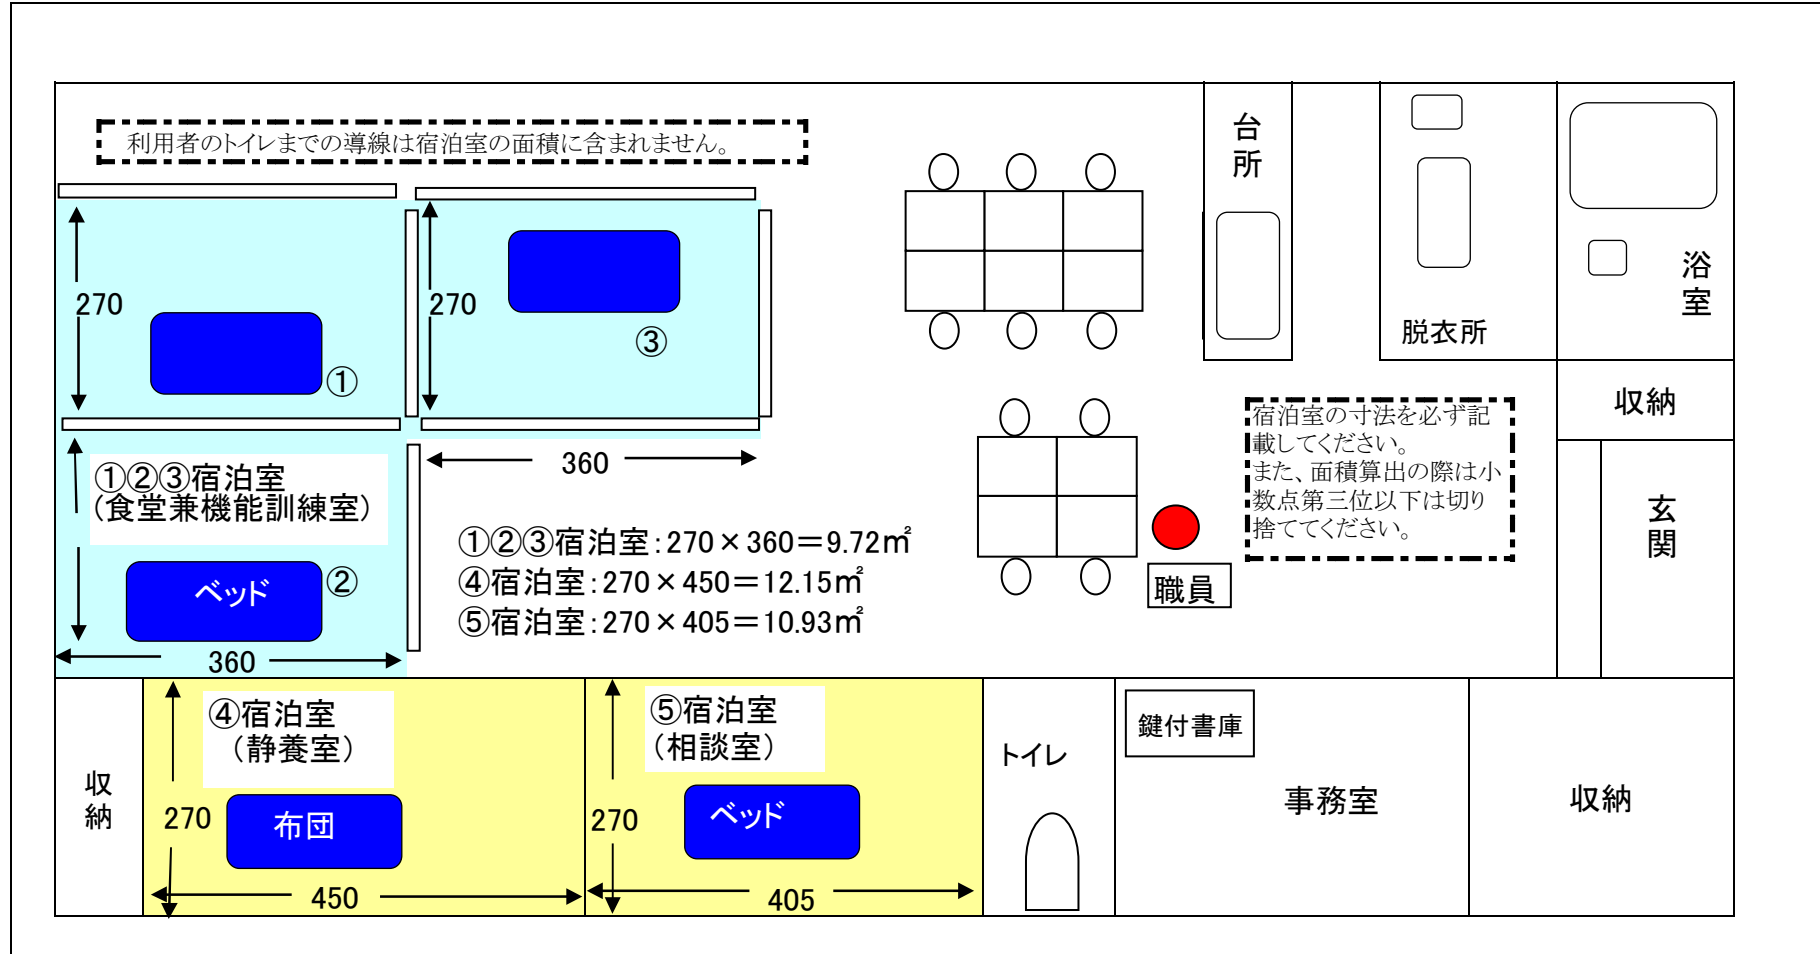 利用者のトイレまでの導線は宿泊室の面積に含まれません。
台所
浴室
脱衣所
270
270
③
①
収納
宿泊室の寸法を必ず記
載してください。
また、面積算出の際は小
数点第三位以下は切り
捨ててください。
360
①②③宿泊室
(食堂兼機能訓練室)
玄関
①②③宿泊室:270×360=9.72㎡
④宿泊室:270×450=12.15㎡
⑤宿泊室:270×405=10.93㎡
ベッド
②
職員
360
④宿泊室
(静養室)
⑤宿泊室
(相談室)
鍵付書庫
トイレ
収納
270
布団
270
ベッド
事務室
収納
450
405